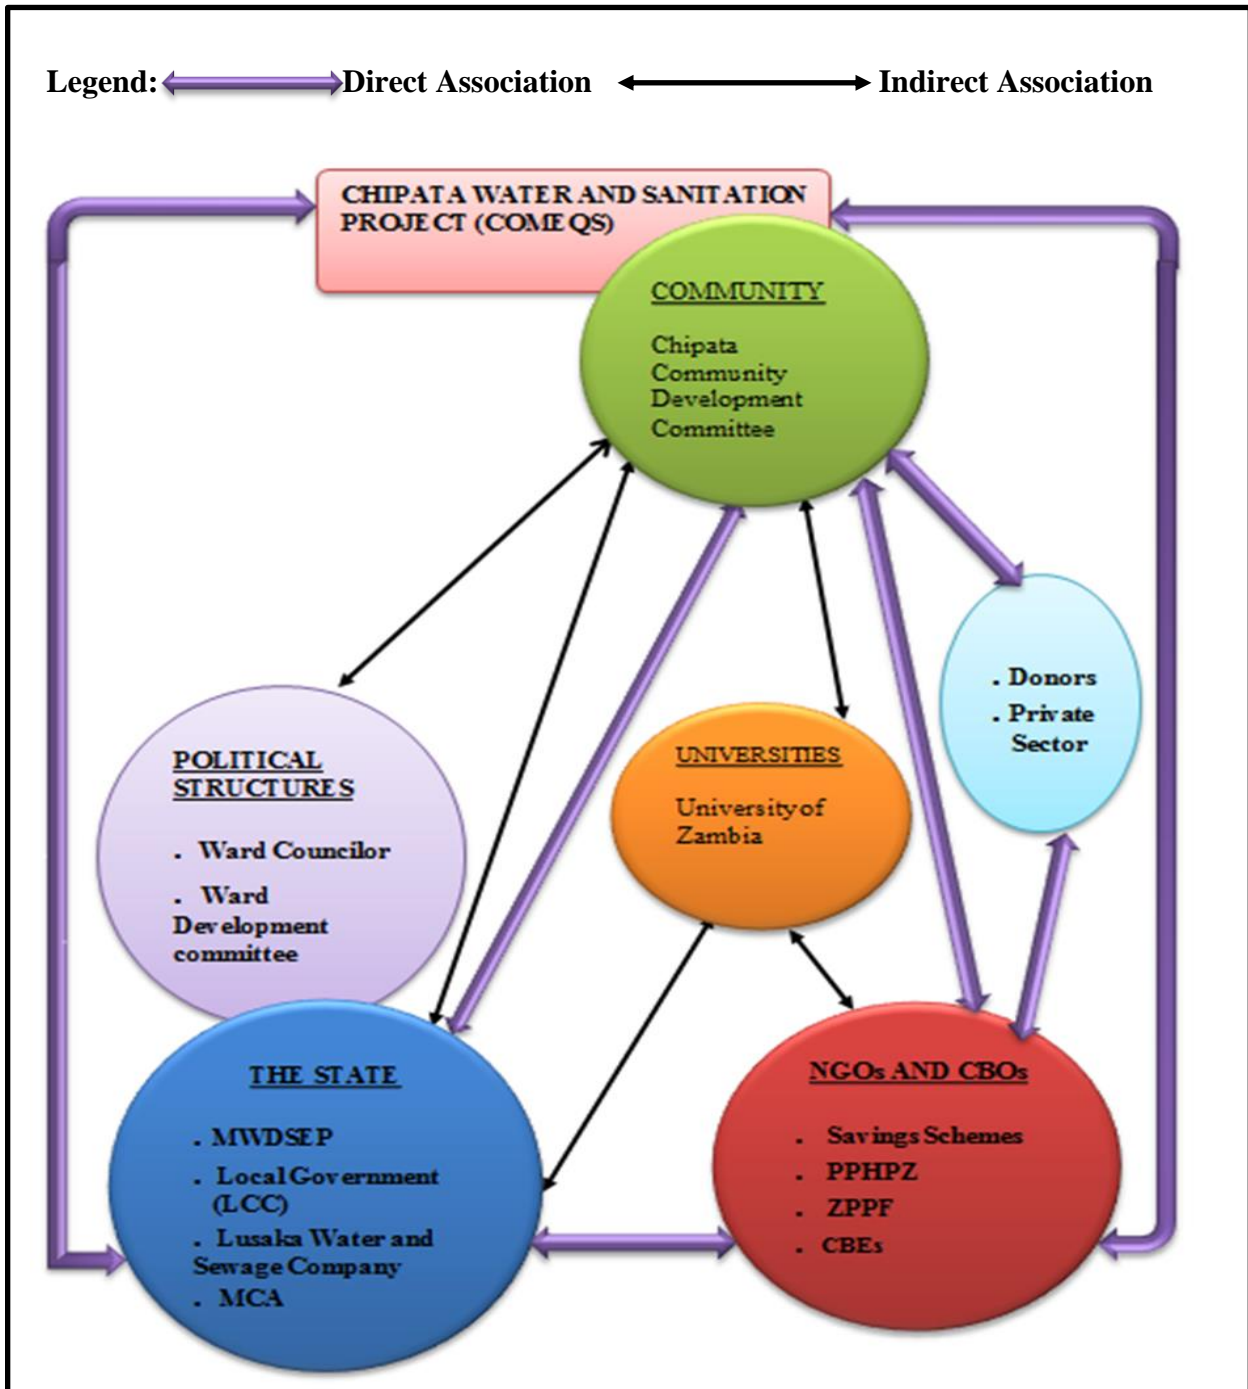 Legend: Direct Association Indirect Association
CHIPATA WATER AND SANITATION
PROJECT (COMEQS)
COMMUNITY
Chipata
Community
Development
Committee
. Donors
. Private
Sector
POLITICAL
STRUCTURES
. Ward Councilor
. Ward
Development
committee
UNIVERSITIES
University of
Zambia
THE STATE
. MWDSEP
. Local Government
(LCC)
. Lusaka Water and
Sewage Company
. MCA
NGOs AND CBOs
. Savings Schemes
. PPHPZ
. ZPPF
. CBEs